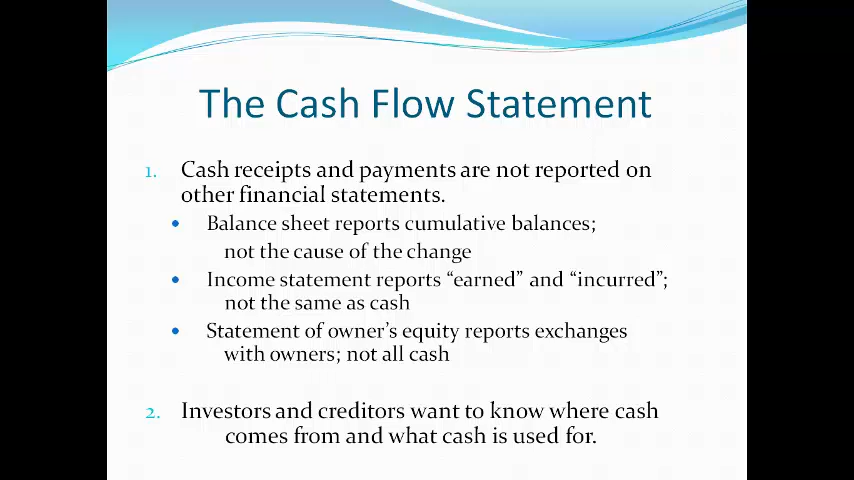 The Cash Flow Statement
1. Cash receipts and payments are not reported on
other financial statements.
• Balance sheet reports cumulative balances;
not the cause of the change
• Income statement reports “earned” and “incurred”;
not the same as cash
• Statement of owner’s equity reports exchanges
with owners; not all cash
2. Investors and creditors want to know where cash
comes from and what cash is used for.